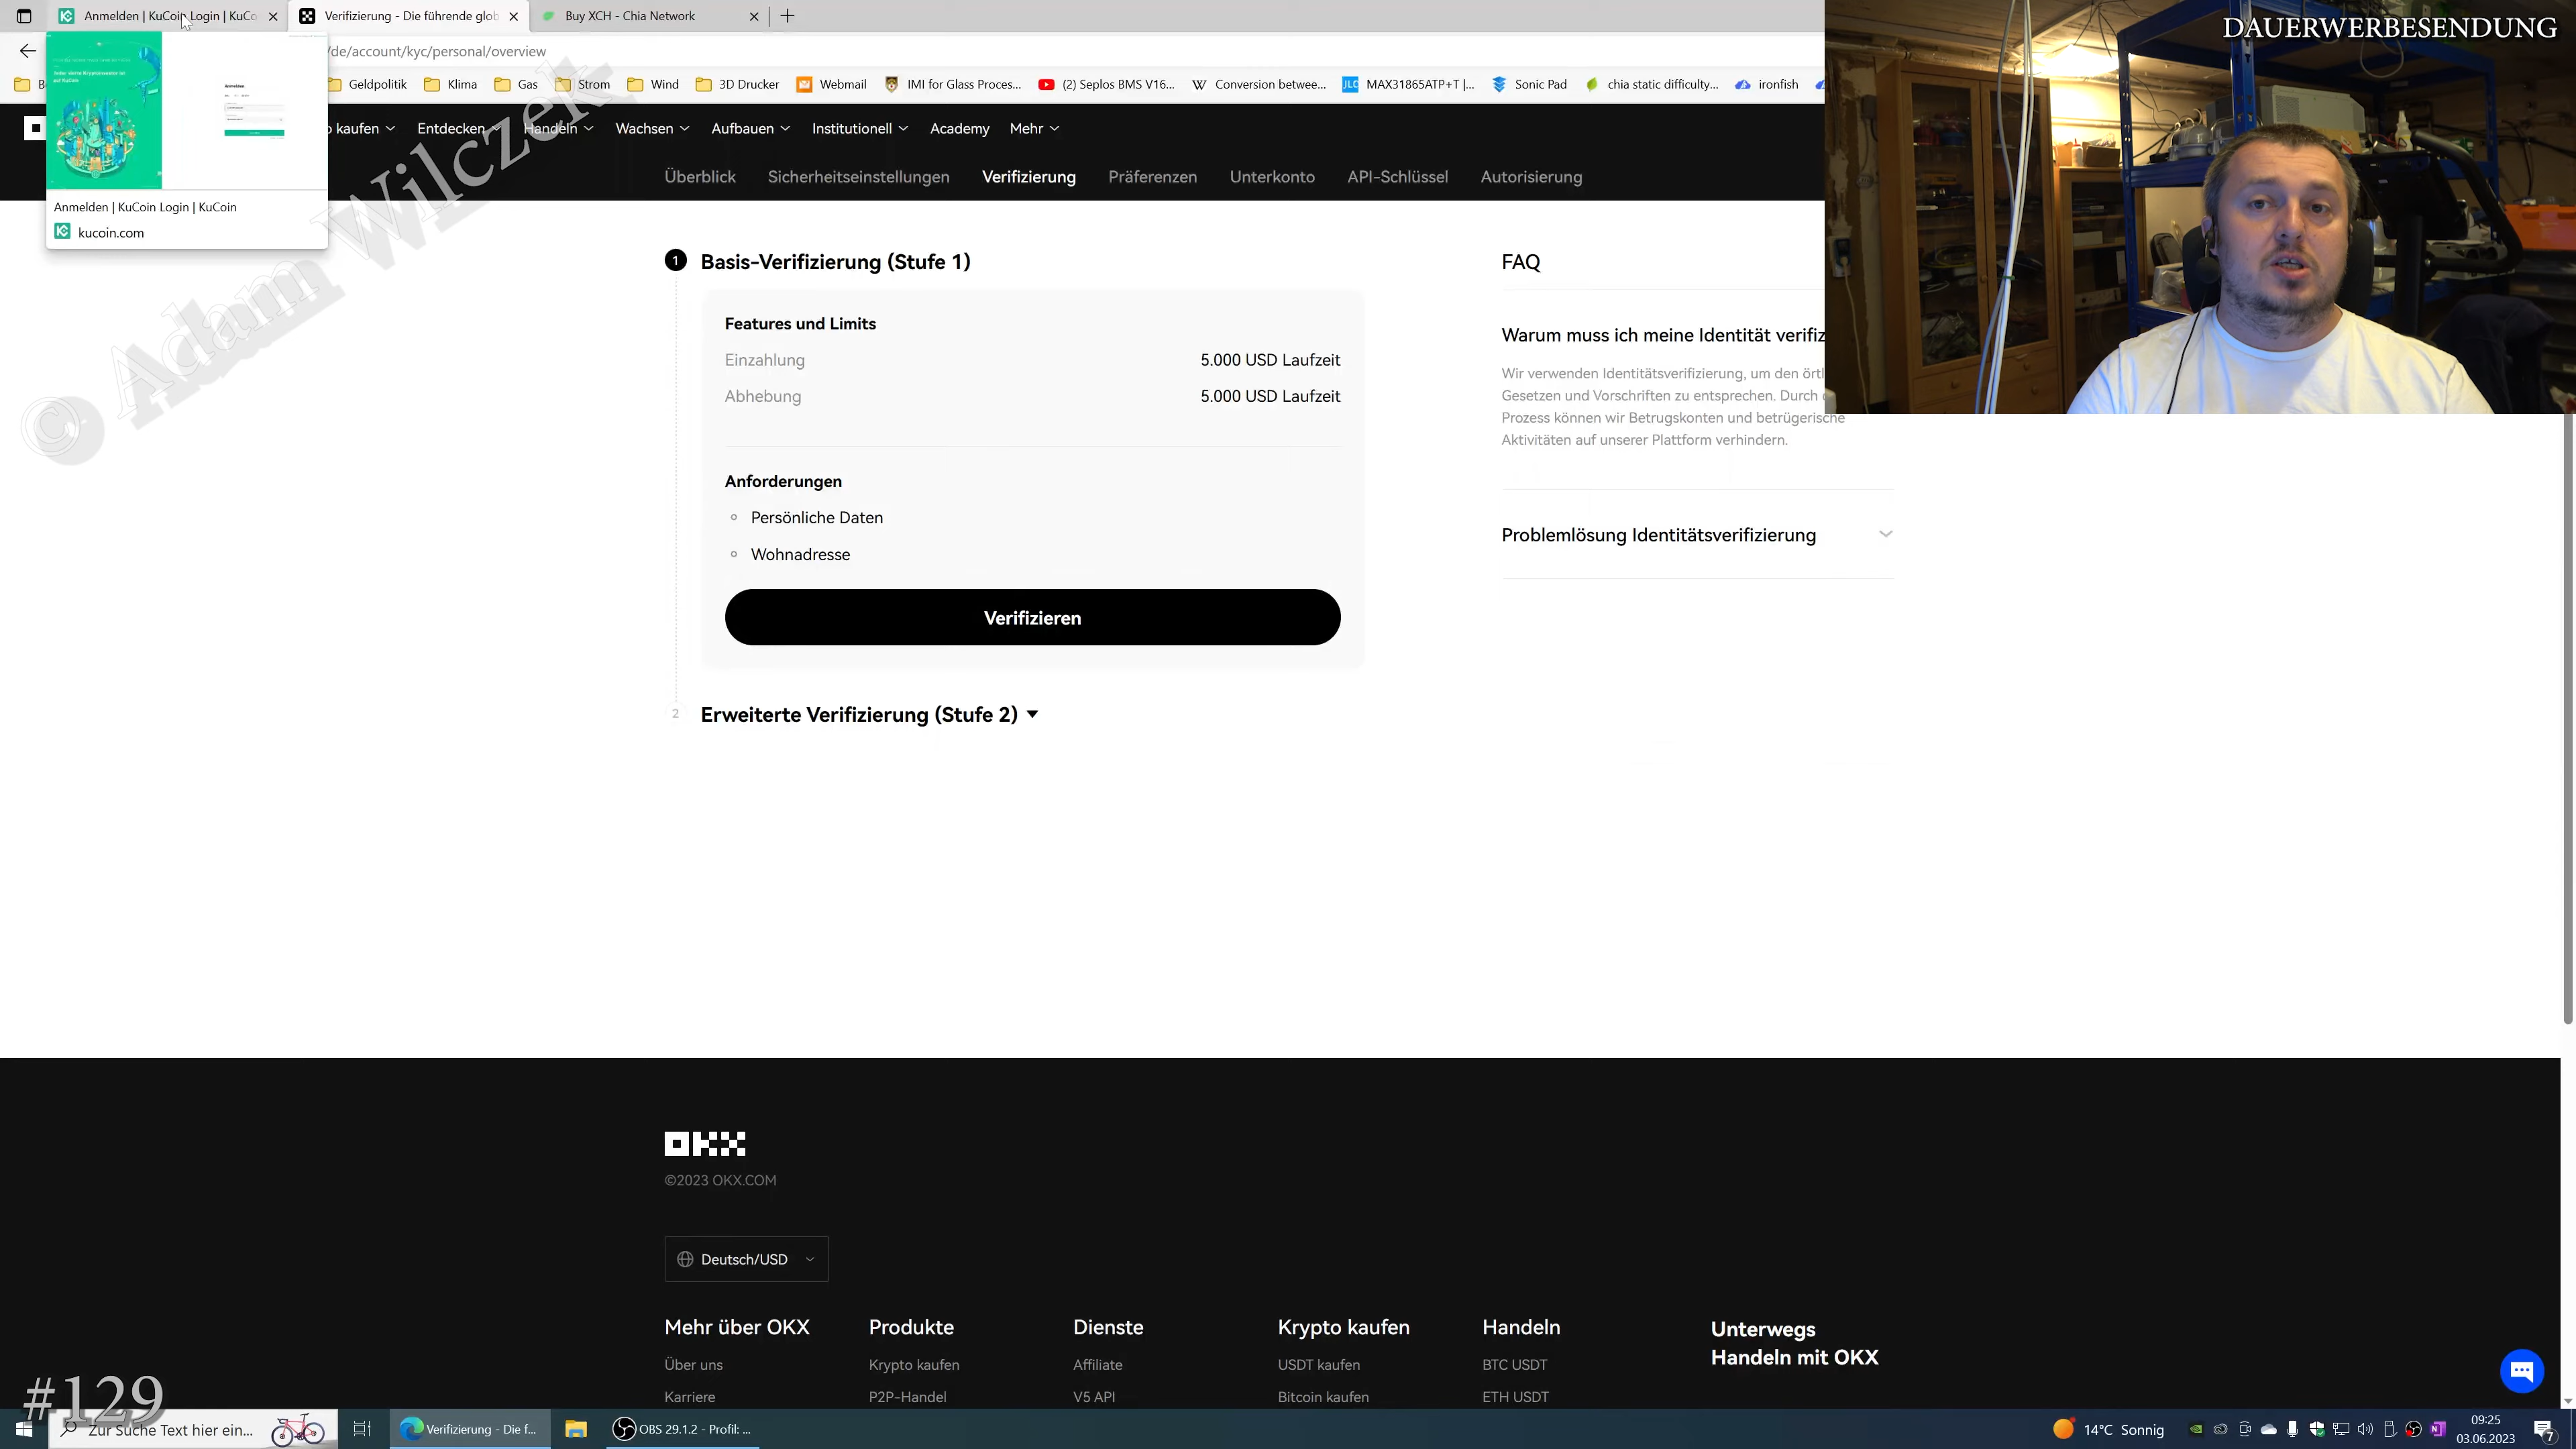 Anmelden | KuCoin Login | KuCo
Verifizierung - Die führende glob
Buy XCH - Chia Network
DAUERWERBESENDUNG
/de/account/kyc/personal/overview
Geldpolitik
Klima
Gas
Strom
Wind
3D Drucker
Webmail
IMI for Glass Proces...
(2) Seplos BMS V16...
Conversion betwee...
MAX31865ATP+T |...
Sonic Pad
chia static difficulty...
ironfish
kaufen
Entdecken
Handeln
Wachsen
Aufbauen
Institutionell
Academy
Mehr
Überblick
Sicherheitseinstellungen
Verifizierung
Präferenzen
Unterkonto
API-Schlüssel
Autorisierung
Anmelden | KuCoin Login | KuCoin
kucoin.com
© Adam Wilczek
1 Basis-Verifizierung (Stufe 1)
Features und Limits
Einzahlung 5.000 USD Laufzeit
Abhebung 5.000 USD Laufzeit
Anforderungen
Persönliche Daten
Wohnadresse
Verifizieren
2 Erweiterte Verifizierung (Stufe 2)
FAQ
Warum muss ich meine Identität verifiz
Wir verwenden Identitätsverifizierung, um den örtl
Gesetzen und Vorschriften zu entsprechen. Durch
Prozess können wir Betrugskonten und betrügerische
Aktivitäten auf unserer Plattform verhindern.
Problemlösung Identitätsverifizierung
OKX
©2023 OKX.COM
Deutsch/USD
Mehr über OKX
Über uns
Karriere
Produkte
Krypto kaufen
P2P-Handel
Dienste
Affiliate
V5 API
Krypto kaufen
USDT kaufen
Bitcoin kaufen
Handeln
BTC USDT
ETH USDT
Unterwegs
Handeln mit OKX
#129
Zur Suche Text hier ein...
Verifizierung - Die f...
OBS 29.1.2 - Profil: ...
14°C Sonnig
09:25
03.06.2023
7